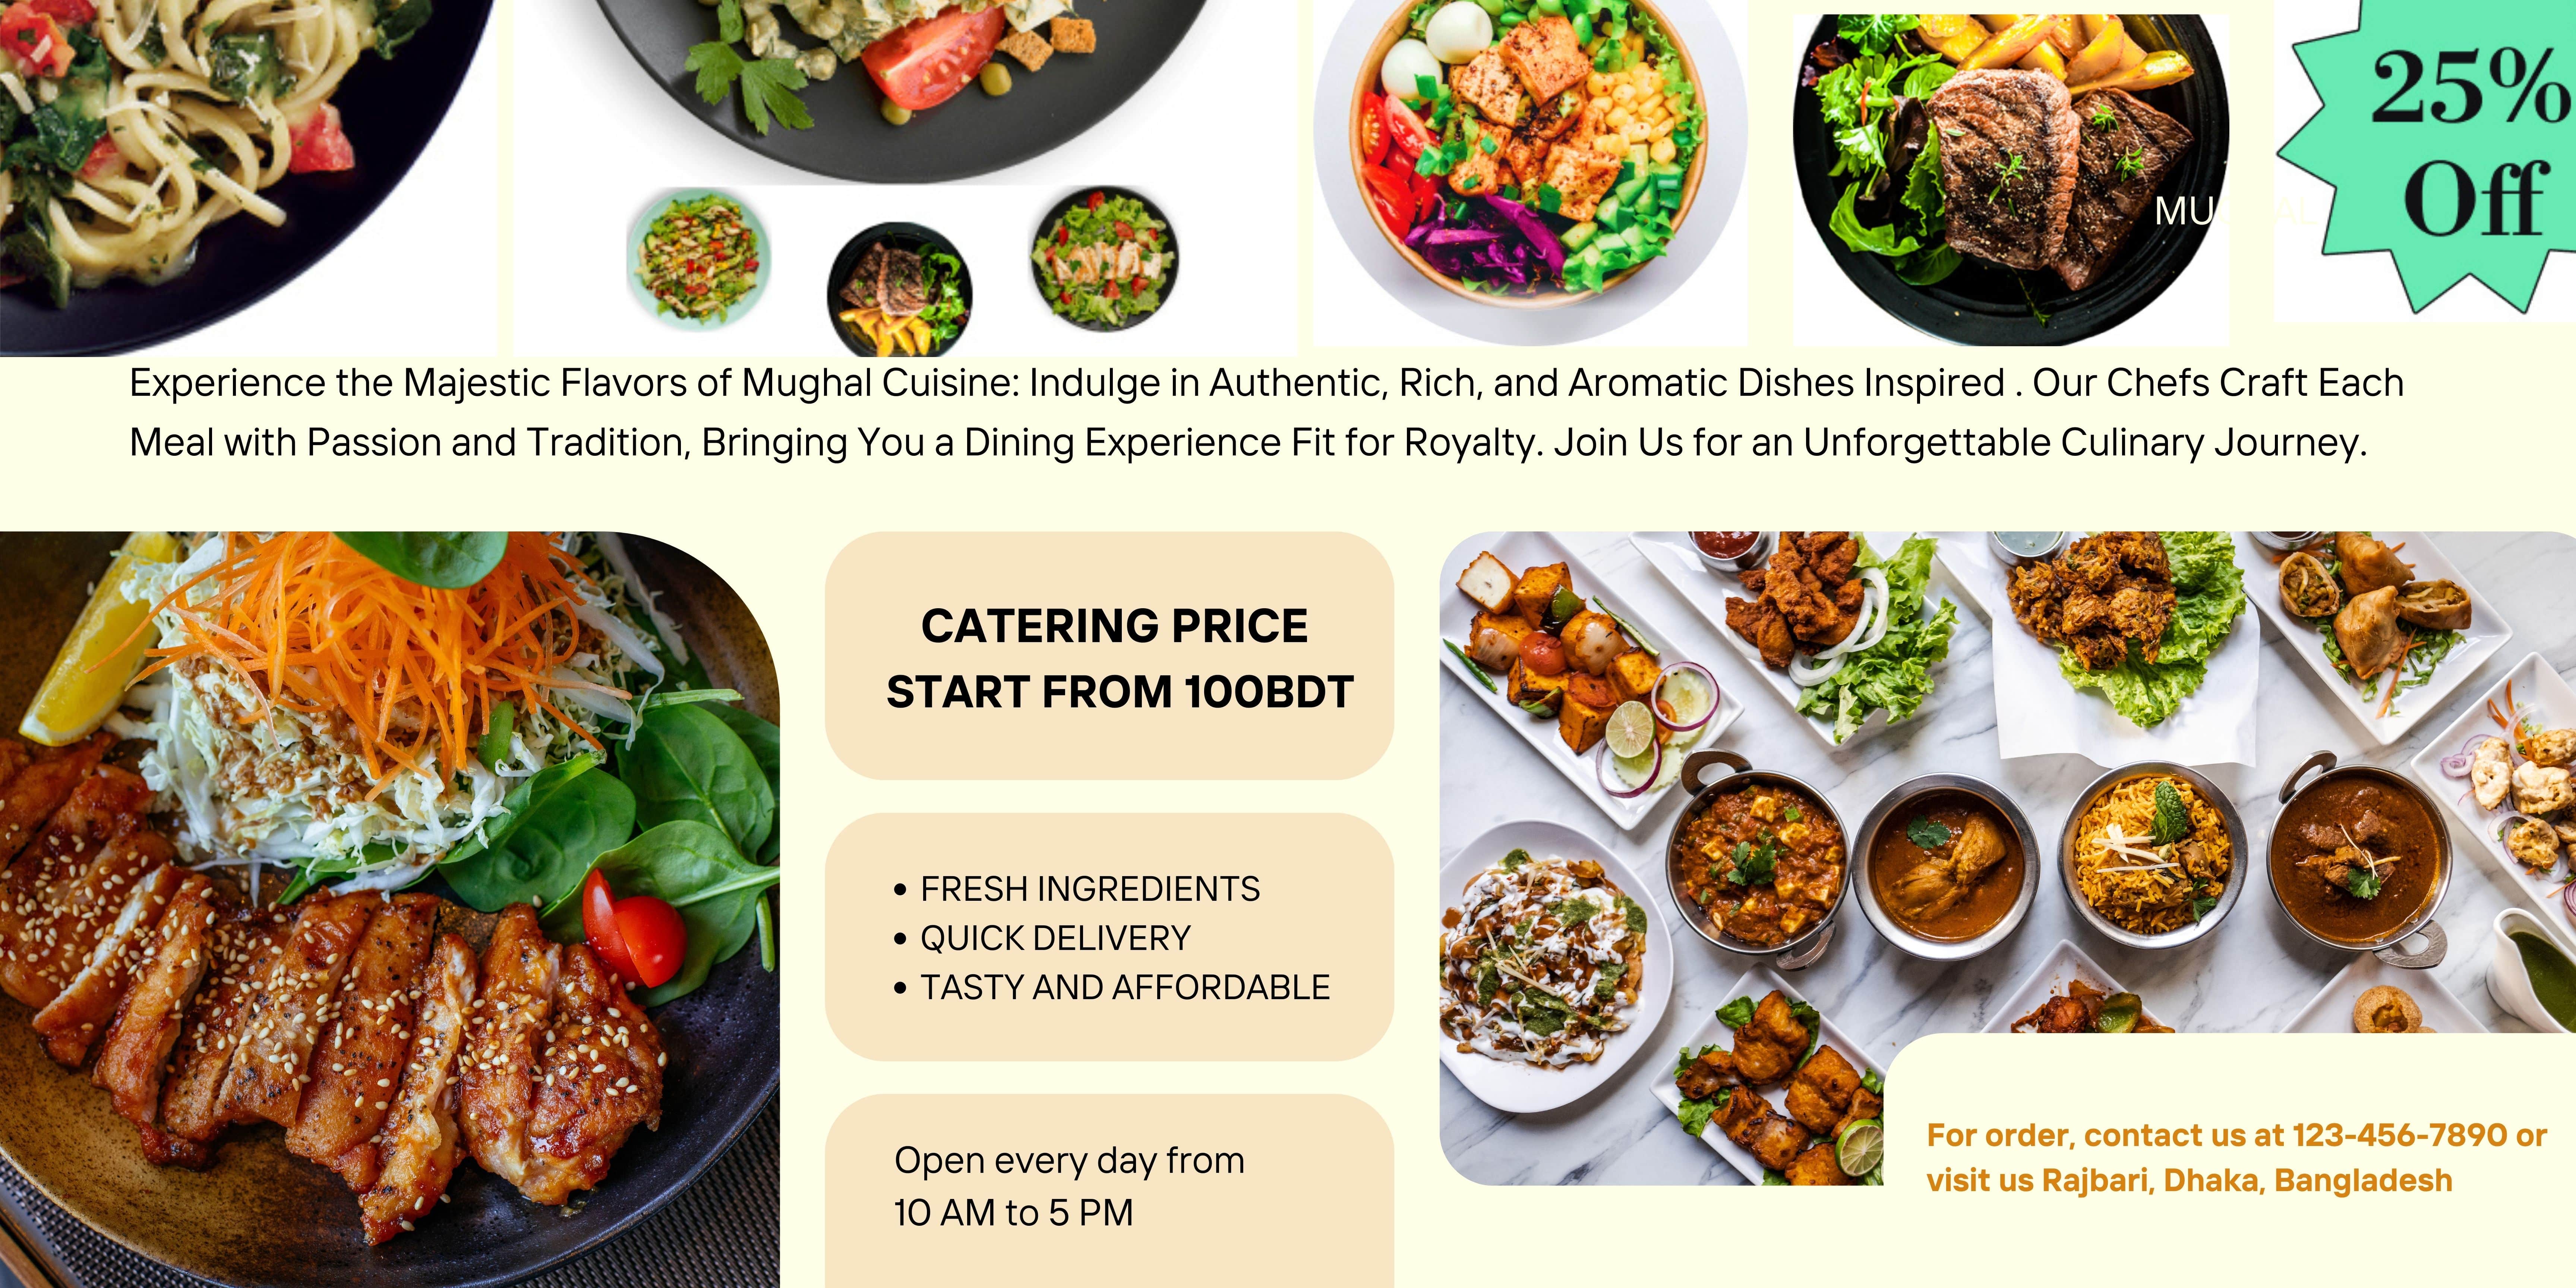 25%
Off
Experience the Majestic Flavors of Mughal Cuisine: Indulge in Authentic, Rich, and Aromatic Dishes Inspired . Our Chefs Craft Each
Meal with Passion and Tradition, Bringing You a Dining Experience Fit for Royalty. Join Us for an Unforgettable Culinary Journey.
CATERING PRICE
START FROM 100BDT
• FRESH INGREDIENTS
• QUICK DELIVERY
• TASTY AND AFFORDABLE
Open every day from
10 AM to 5 PM
For order, contact us at 123-456-7890 or
visit us Rajbari, Dhaka, Bangladesh